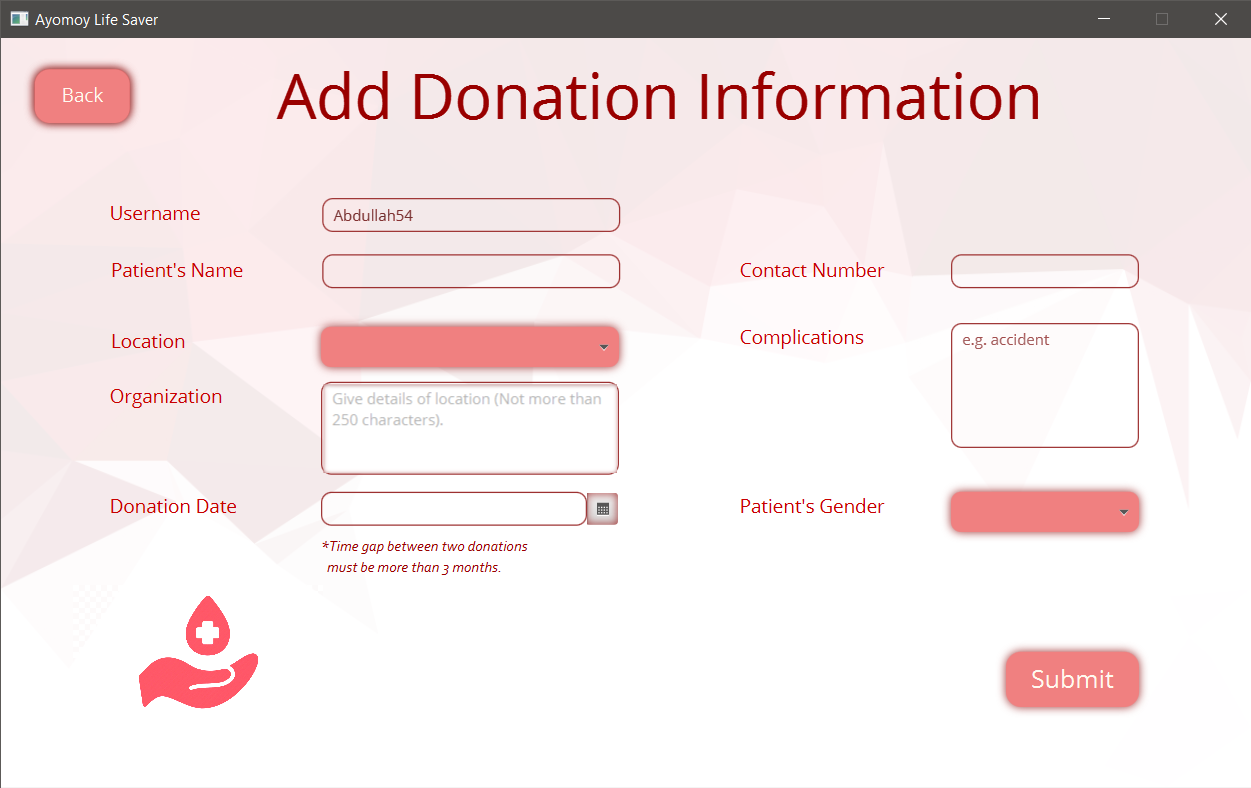 Ayomoy Life Saver
Back
Add Donation Information
Username
Abdullah54
Patient's Name
Contact Number
Location
Complications
e.g. accident
Organization
Give details of location (Not more than
250 characters).
Donation Date
Patient's Gender
*Time gap between two donations
must be more than 3 months.
Submit